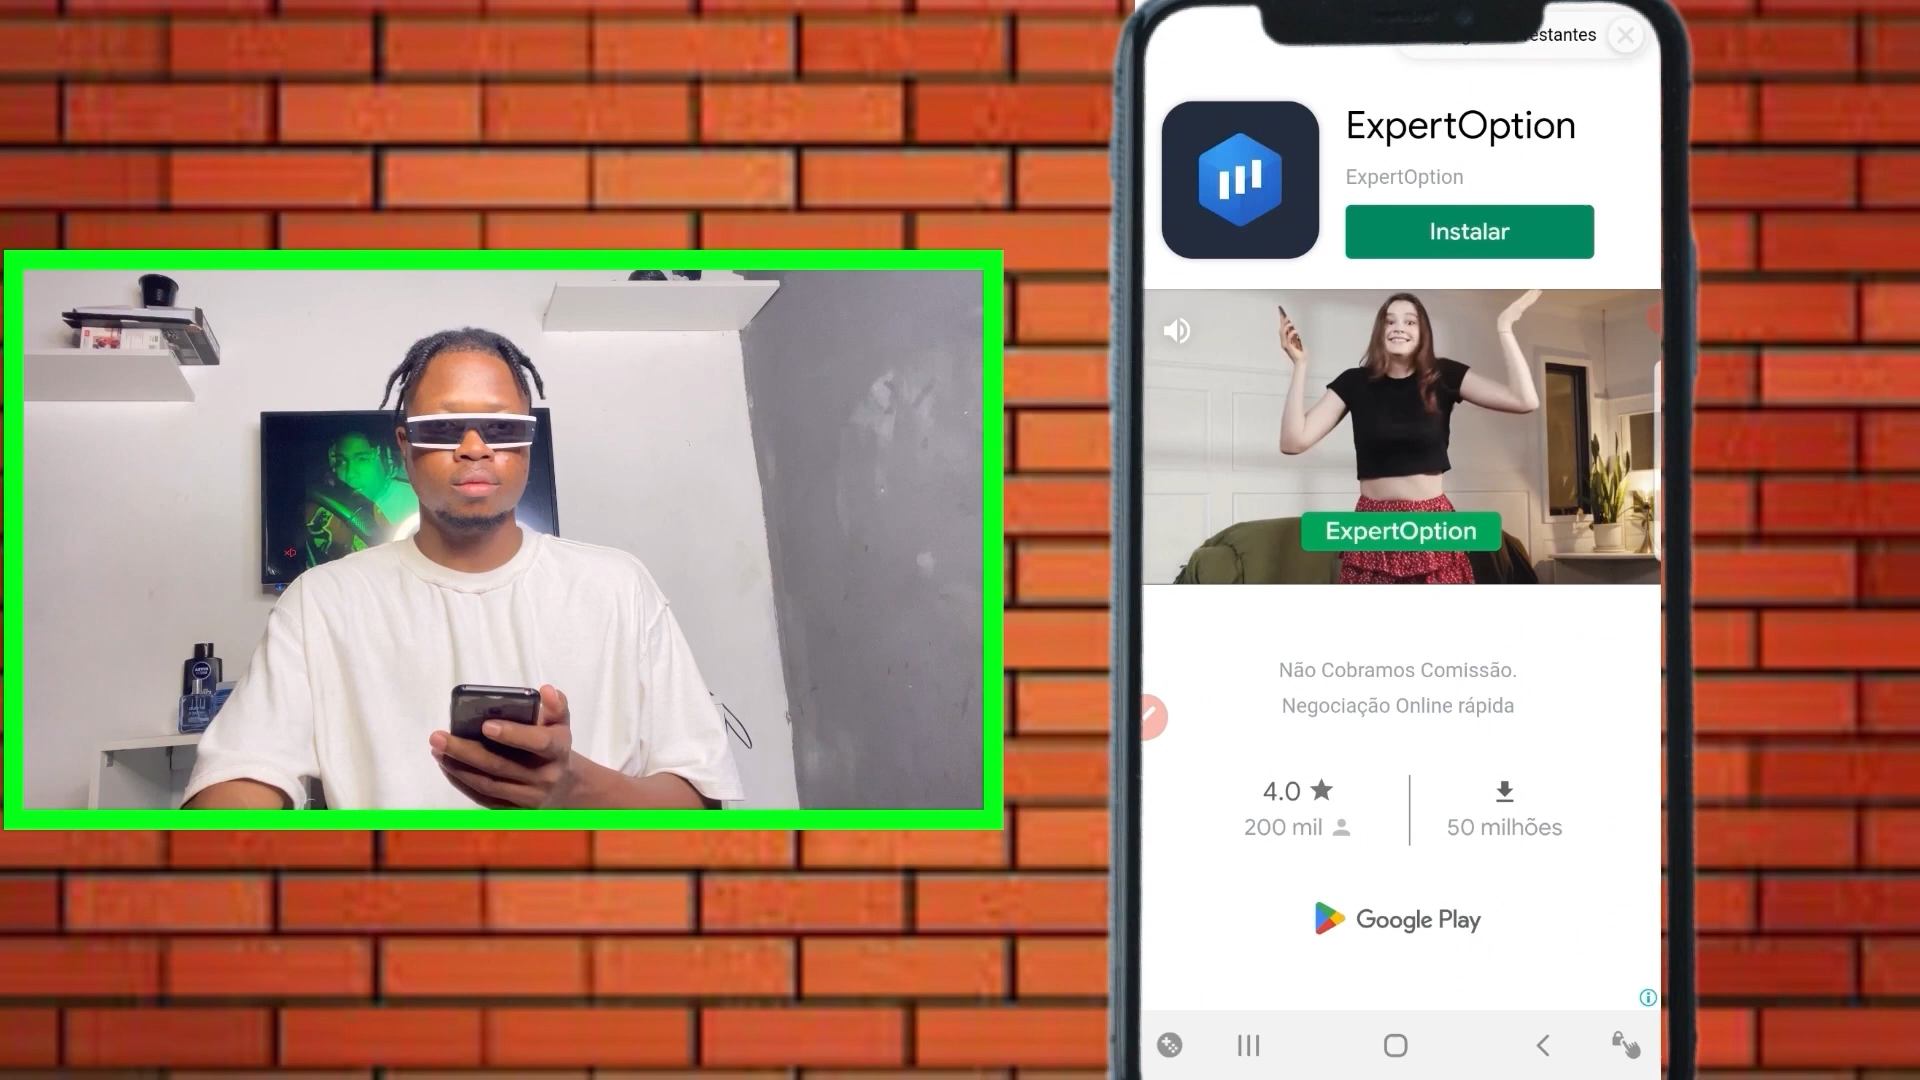 estantes
ExpertOption
ExpertOption
Instalar
ExpertOption
Não Cobramos Comissão.
Negociação Online rápida
4.0
200 mil
50 milhões
Google Play
NIVEA